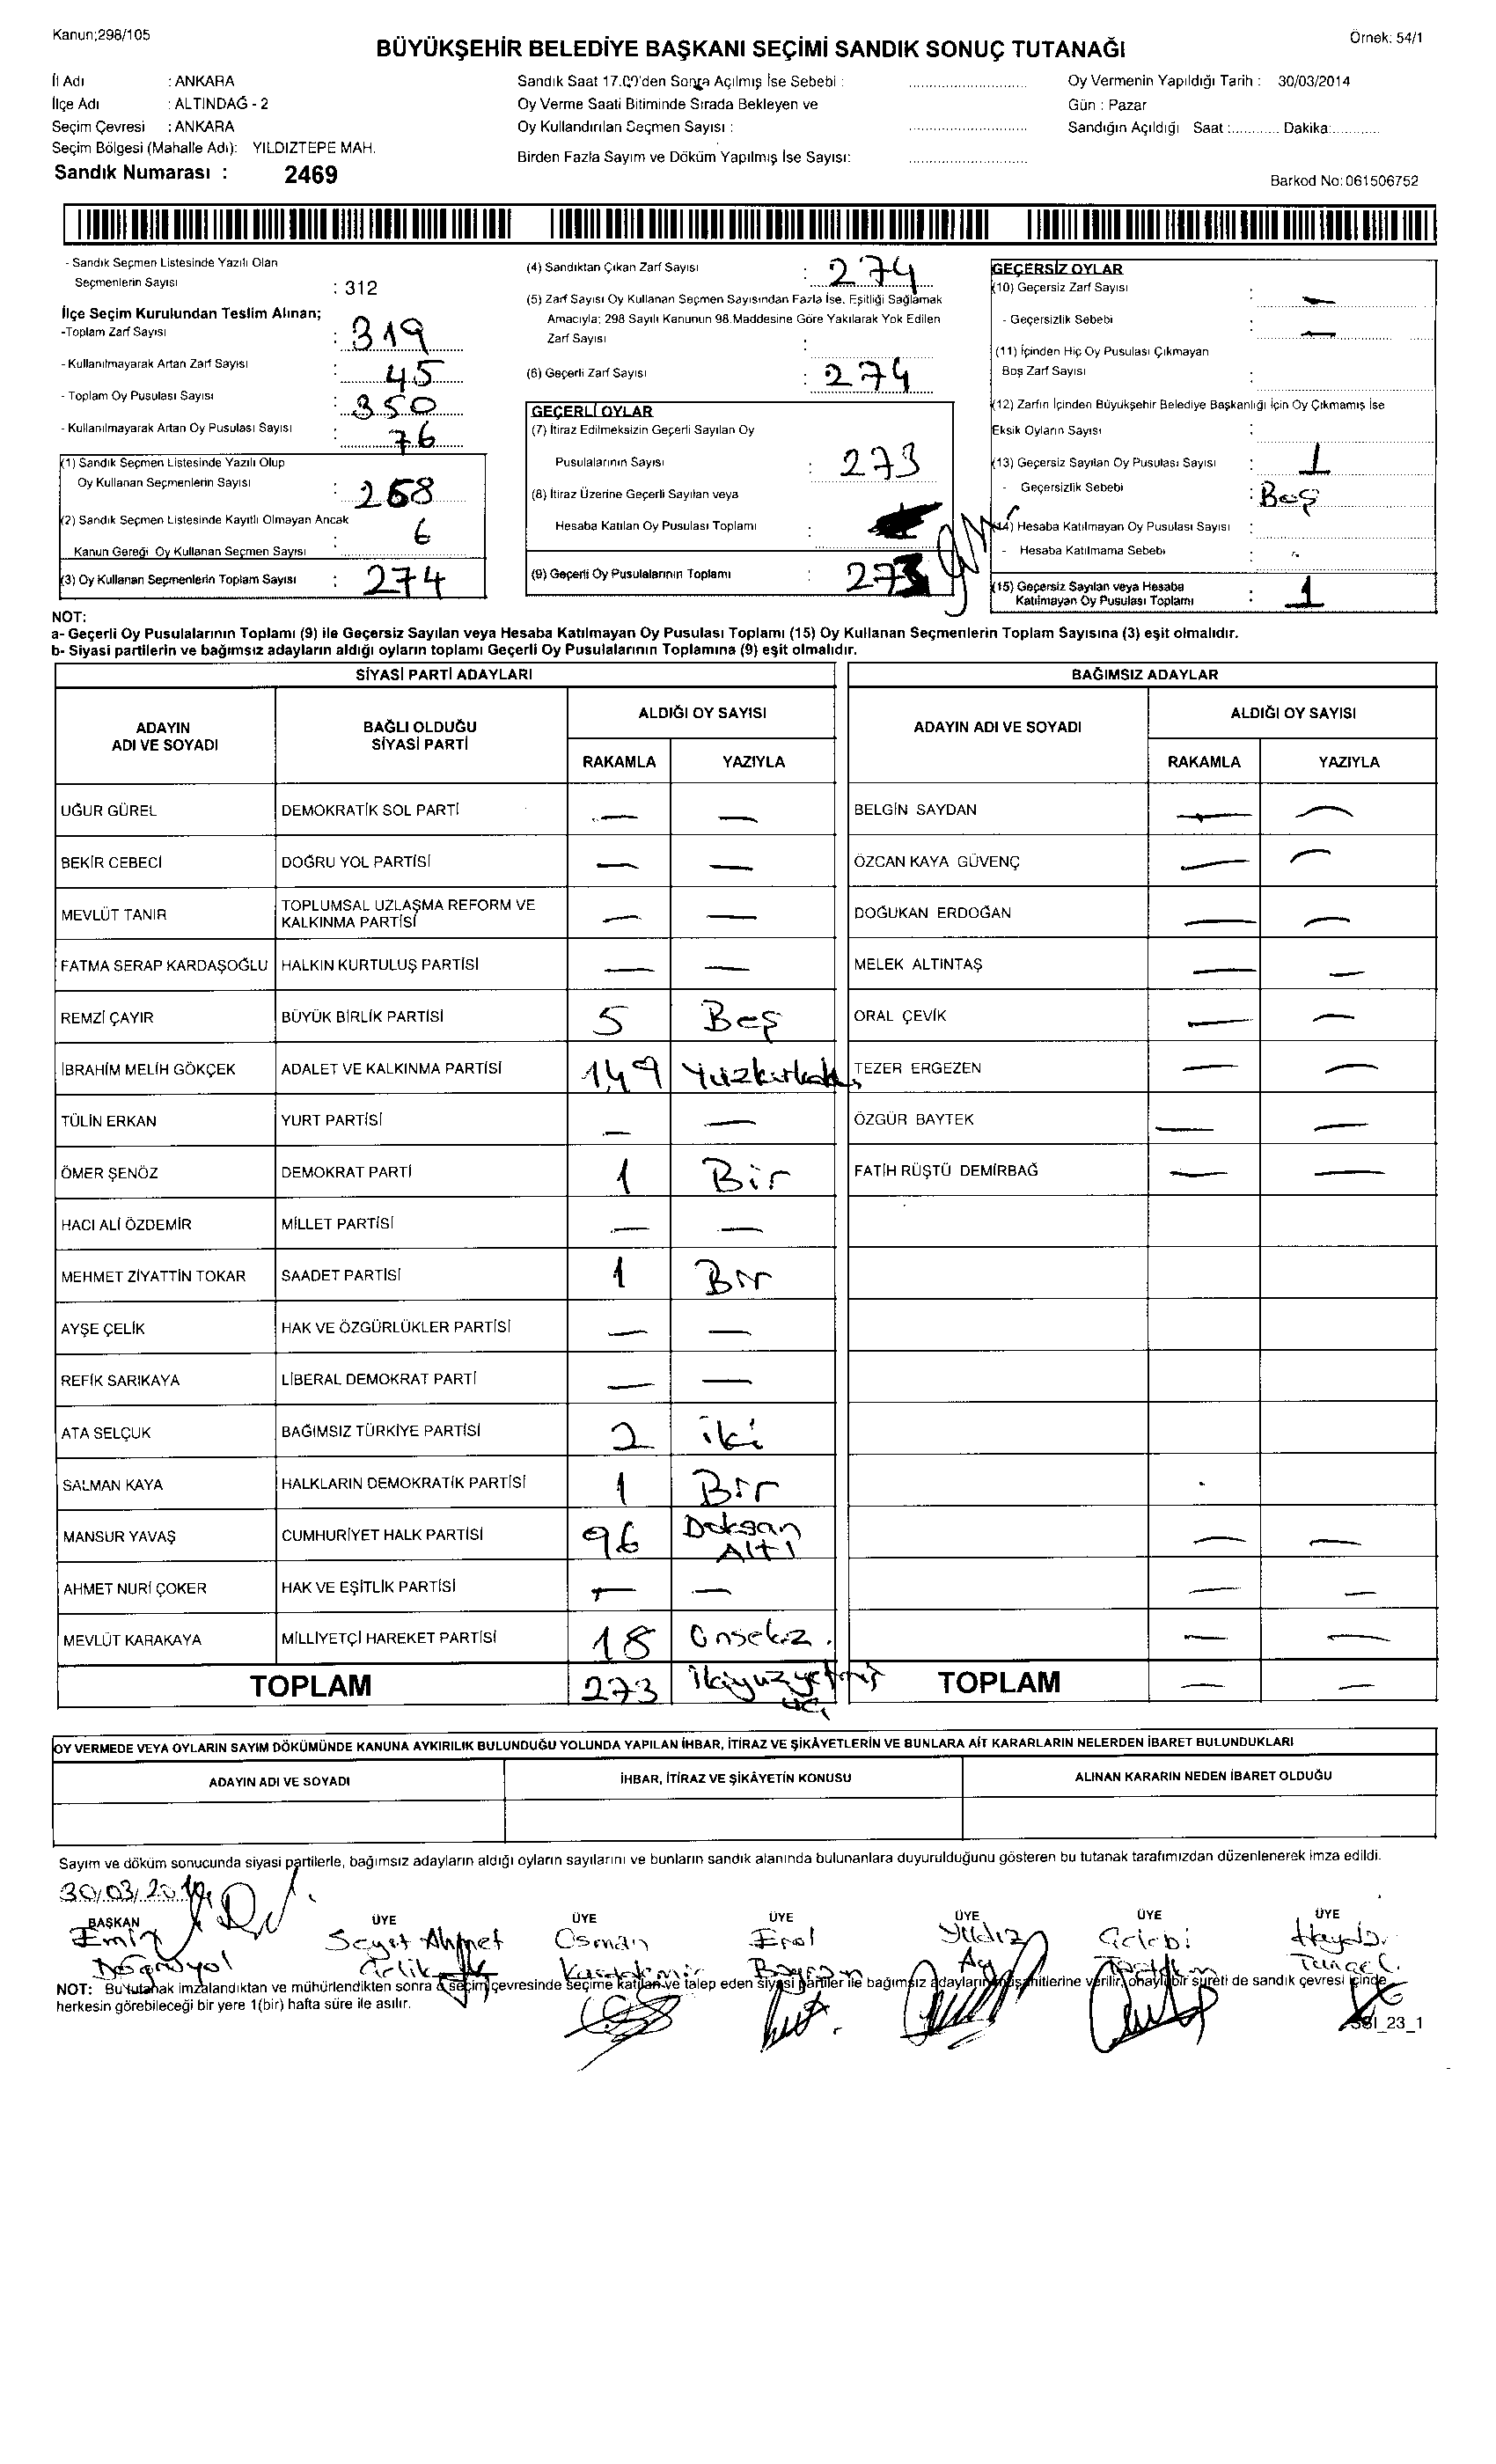 Kanun;298/105
Örnek: 54/1
BÜYÜKŞEHİR BELEDİYE BAŞKANI SEÇİMİ SANDIK SONUÇ TUTANAĞI
İl Adı : ANKARA
İlçe Adı : ALTINDAĞ - 2
Seçim Çevresi : ANKARA
Seçim Bölgesi (Mahalle Adı): YILDIZTEPE MAH.
Sandık Numarası : 2469
Sandık Saat 17.00'den Sonra Açılmış İse Sebebi :
Oy Verme Saati Bitiminde Sırada Bekleyen ve
Oy Kullandırılan Seçmen Sayısı :
Birden Fazla Sayım ve Döküm Yapılmış İse Sayısı:
Oy Vermenin Yapıldığı Tarih : 30/03/2014
Gün : Pazar
Sandığın Açıldığı Saat :............ Dakika:............
Barkod No:061506752
- Sandık Seçmen Listesinde Yazılı Olan
Seçmenlerin Sayısı : 312
İlçe Seçim Kurulundan Teslim Alınan;
-Toplam Zarf Sayısı : 319
- Kullanılmayarak Artan Zarf Sayısı : 45
- Toplam Oy Pusulası Sayısı : 350
- Kullanılmayarak Artan Oy Pusulası Sayısı : 76
(1) Sandık Seçmen Listesinde Yazılı Olup
Oy Kullanan Seçmenlerin Sayısı : 268
(2) Sandık Seçmen Listesinde Kayıtlı Olmayan Ancak
Kanun Gereği Oy Kullanan Seçmen Sayısı : 6
(3) Oy Kullanan Seçmenlerin Toplam Sayısı : 274
(4) Sandıktan Çıkan Zarf Sayısı : 274
(5) Zarf Sayısı Oy Kullanan Seçmen Sayısından Fazla İse, Eşitliği Sağlamak
Amacıyla; 298 Sayılı Kanunun 98.Maddesine Göre Yakılarak Yok Edilen
Zarf Sayısı :
(6) Geçerli Zarf Sayısı : 274
GEÇERLİ OYLAR
(7) İtiraz Edilmeksizin Geçerli Sayılan Oy
Pusulalarının Sayısı : 273
(8) İtiraz Üzerine Geçerli Sayılan veya
Hesaba Katılan Oy Pusulası Toplamı :
(9) Geçerli Oy Pusulalarının Toplamı : 273
GEÇERSİZ OYLAR
(10) Geçersiz Zarf Sayısı : —
- Geçersizlik Sebebi : —
(11) İçinden Hiç Oy Pusulası Çıkmayan
Boş Zarf Sayısı :
(12) Zarfın İçinden Büyükşehir Belediye Başkanlığı İçin Oy Çıkmamış İse
Eksik Oyların Sayısı :
(13) Geçersiz Sayılan Oy Pusulası Sayısı : 1
- Geçersizlik Sebebi : Boş
(14) Hesaba Katılmayan Oy Pusulası Sayısı :
- Hesaba Katılmama Sebebi :
(15) Geçersiz Sayılan veya Hesaba
Katılmayan Oy Pusulası Toplamı : 1
NOT:
a- Geçerli Oy Pusulalarının Toplamı (9) ile Geçersiz Sayılan veya Hesaba Katılmayan Oy Pusulası Toplamı (15) Oy Kullanan Seçmenlerin Toplam Sayısına (3) eşit olmalıdır.
b- Siyasi partilerin ve bağımsız adayların aldığı oyların toplamı Geçerli Oy Pusulalarının Toplamına (9) eşit olmalıdır.
SİYASİ PARTİ ADAYLARI
ADAYIN
ADI VE SOYADI
BAĞLI OLDUĞU
SİYASİ PARTİ
ALDIĞI OY SAYISI
RAKAMLA YAZIYLA
BAĞIMSIZ ADAYLAR
ADAYIN ADI VE SOYADI
ALDIĞI OY SAYISI
RAKAMLA YAZIYLA
UĞUR GÜREL DEMOKRATİK SOL PARTİ — — BELGİN SAYDAN — —
BEKİR CEBECİ DOĞRU YOL PARTİSİ — — ÖZCAN KAYA GÜVENÇ — —
MEVLÜT TANIR TOPLUMSAL UZLAŞMA REFORM VE
KALKINMA PARTİSİ — — DOĞUKAN ERDOĞAN — —
FATMA SERAP KARDAŞOĞLU HALKIN KURTULUŞ PARTİSİ — — MELEK ALTINTAŞ — —
REMZİ ÇAYIR BÜYÜK BİRLİK PARTİSİ 5 Beş ORAL ÇEVİK — —
İBRAHİM MELİH GÖKÇEK ADALET VE KALKINMA PARTİSİ 149 TEZER ERGEZEN — —
TÜLİN ERKAN YURT PARTİSİ — — ÖZGÜR BAYTEK — —
ÖMER ŞENÖZ DEMOKRAT PARTİ 1 Bir FATİH RÜŞTÜ DEMİRBAĞ — —
HACI ALİ ÖZDEMİR MİLLET PARTİSİ — —
MEHMET ZİYATTİN TOKAR SAADET PARTİSİ 1 Bir
AYŞE ÇELİK HAK VE ÖZGÜRLÜKLER PARTİSİ — —
REFİK SARIKAYA LİBERAL DEMOKRAT PARTİ — —
ATA SELÇUK BAĞIMSIZ TÜRKİYE PARTİSİ 2 iki
SALMAN KAYA HALKLARIN DEMOKRATİK PARTİSİ 1 Bir
MANSUR YAVAŞ CUMHURİYET HALK PARTİSİ 96 Doksan
Altı — —
AHMET NURİ ÇOKER HAK VE EŞİTLİK PARTİSİ — — — —
MEVLÜT KARAKAYA MİLLİYETÇİ HAREKET PARTİSİ 18 Onsekiz — —
TOPLAM 273 TOPLAM — —
OY VERMEDE VEYA OYLARIN SAYIM DÖKÜMÜNDE KANUNA AYKIRILIK BULUNDUĞU YOLUNDA YAPILAN İHBAR, İTİRAZ VE ŞİKÂYETLERİN VE BUNLARA AİT KARARLARIN NELERDEN İBARET BULUNDUKLARI
ADAYIN ADI VE SOYADI İHBAR, İTİRAZ VE ŞİKÂYETİN KONUSU ALINAN KARARIN NEDEN İBARET OLDUĞU
Sayım ve döküm sonucunda siyasi partilerle, bağımsız adayların aldığı oyların sayılarını ve bunların sandık alanında bulunanlara duyurulduğunu gösteren bu tutanak tarafımızdan düzenlenerek imza edildi.
30/03/2014
BAŞKAN ÜYE ÜYE ÜYE ÜYE ÜYE ÜYE
Emin Seyit Ahmet Osman Erol Yıldız Çelebi Haydar
Doğruyol Tuncel
NOT: Bu tutanak imzalandıktan ve mühürlendikten sonra o seçim çevresinde seçime katılan ve talep eden siyasi partiler ile bağımsız adayların müşahitlerine verilir, onaylı bir sureti de sandık çevresi içinde
herkesin görebileceği bir yere 1(bir) hafta süre ile asılır.
23_1